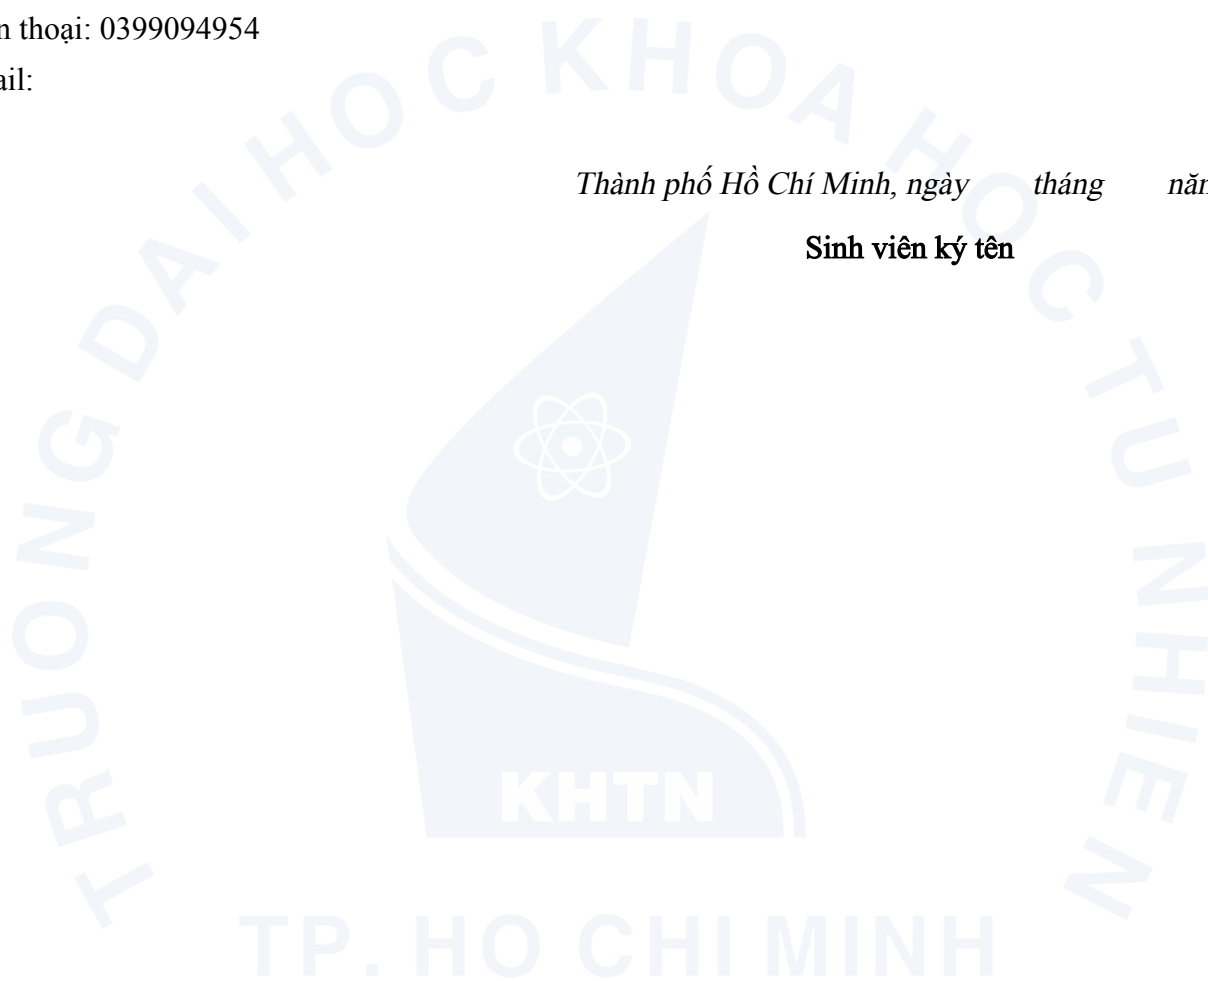 n thoại: 0399094954
ail:
Thành phố Hồ Chí Minh, ngày tháng năm
Sinh viên ký tên
TRUONG DAI HOC KHOA HOC TU NHIEN
KHTN
TP. HO CHI MINH